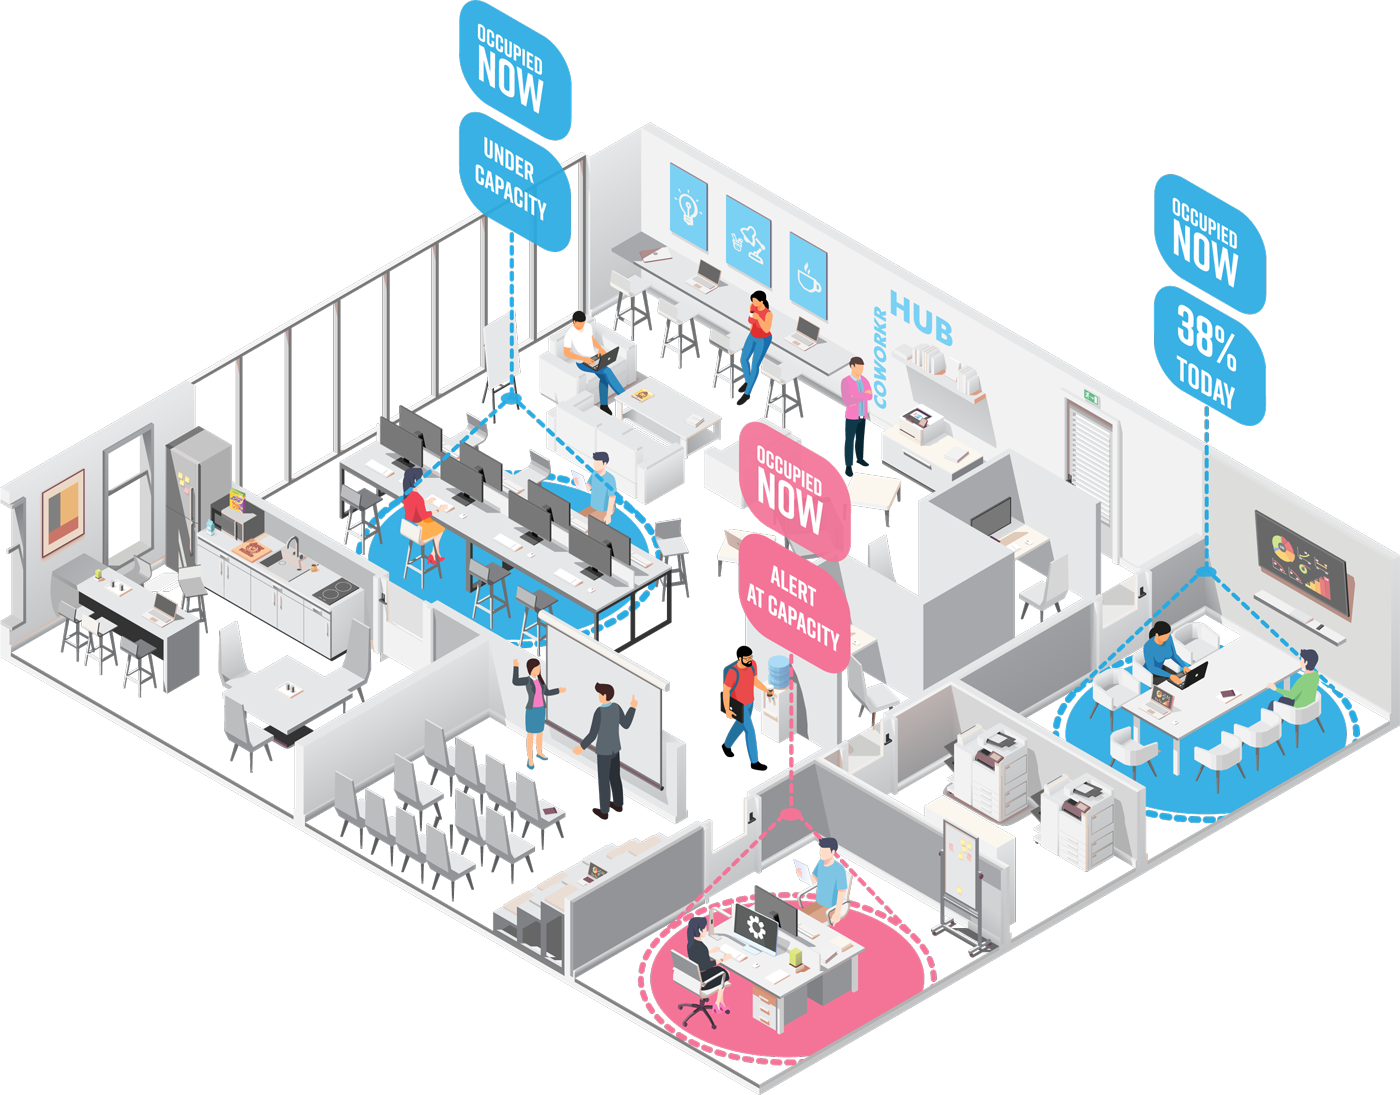 OCCUPIED
NOW
UNDER
CAPACITY
OCCUPIED
NOW
38%
TODAY
HUB
COWORKR
OCCUPIED
NOW
ALERT
AT CAPACITY